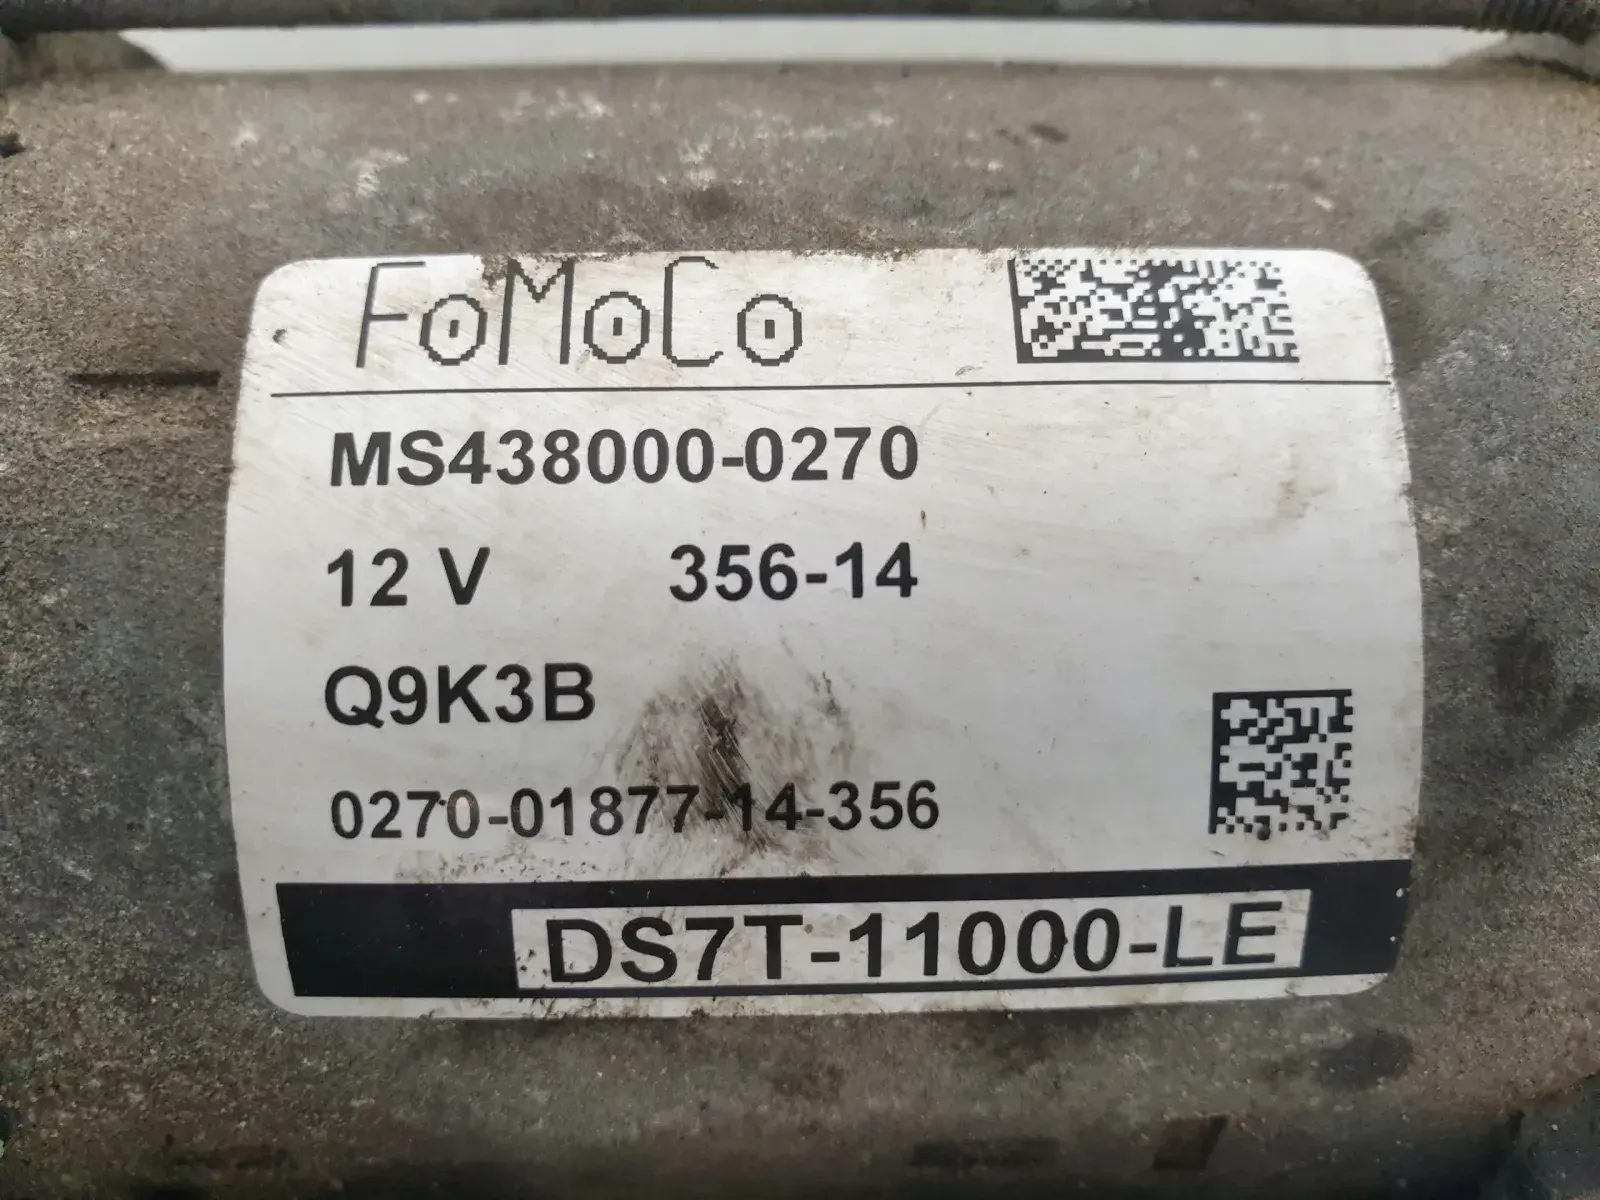 FoMoCo
MS438000-0270
12 V 356-14
Q9K3B
0270-01877-14-356
DS7T-11000-LE